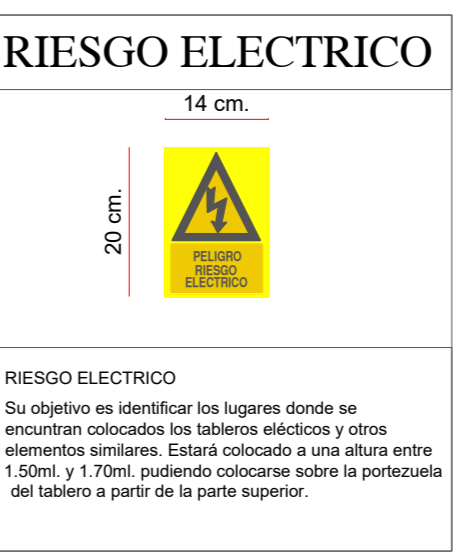 RIESGO ELECTRICO
14 cm.
20 cm.
PELIGRO
RIESGO
ELECTRICO
RIESGO ELECTRICO
Su objetivo es identificar los lugares donde se
encuntran colocados los tableros elécticos y otros
elementos similares. Estará colocado a una altura entre
1.50ml. y 1.70ml. pudiendo colocarse sobre la portezuela
del tablero a partir de la parte superior.